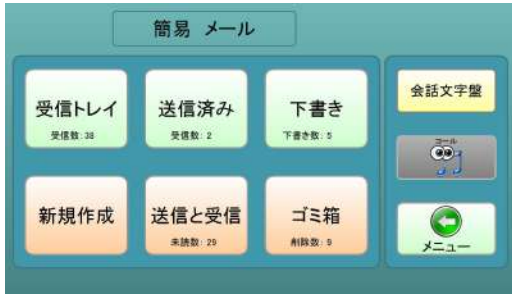 簡易 メール
受信トレイ
受信数: 38
送信済み
受信数: 2
下書き
下書き数: 5
新規作成
送信と受信
未読数: 29
ゴミ箱
削除数: 9
会話文字盤
コール
メニュー